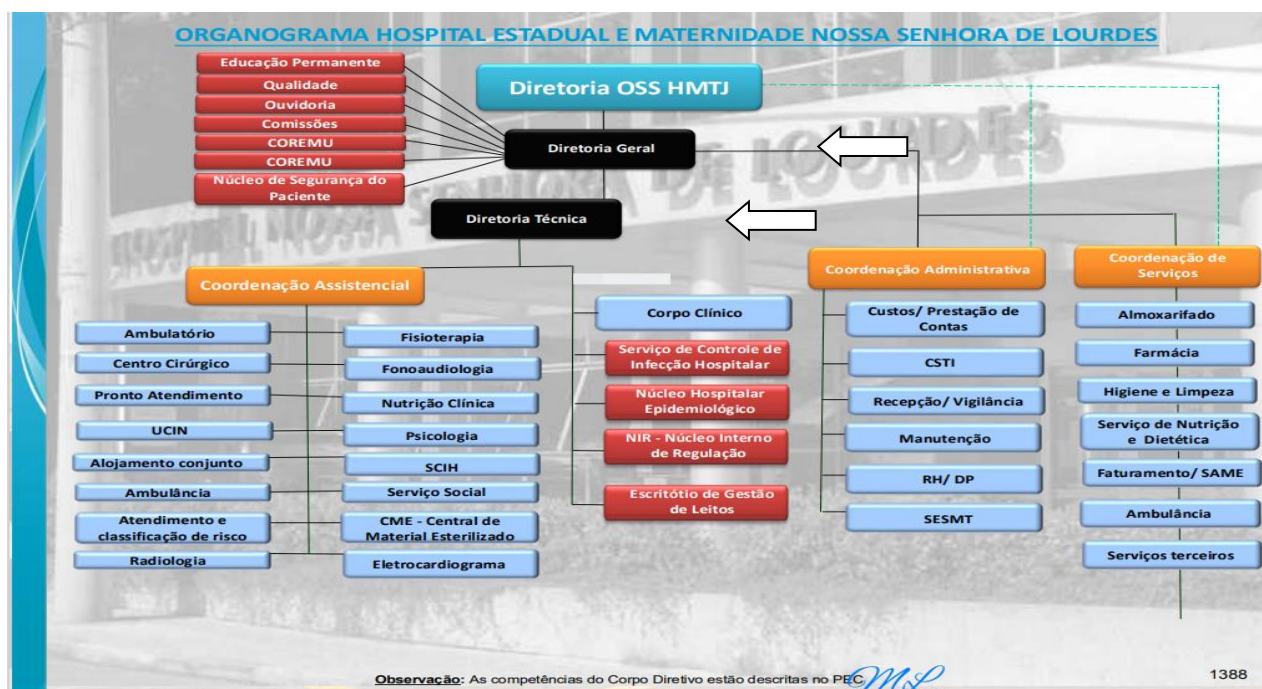 ORGANOGRAMA HOSPITAL ESTADUAL E MATERNIDADE NOSSA SENHORA DE LOURDES
Educação Permanente
Qualidade
Ouvidoria
Comissões
COREMU
COREMU
Núcleo de Segurança do
Paciente
Diretoria OSS HMTJ
Diretoria Geral
Diretoria Técnica
Coordenação Assistencial
Ambulatório
Centro Cirúrgico
Pronto Atendimento
UCIN
Alojamento conjunto
Ambulância
Atendimento e
classificação de risco
Radiologia
Fisioterapia
Fonoaudiologia
Nutrição Clínica
Psicologia
SCIH
Serviço Social
CME - Central de
Material Esterilizado
Eletrocardiograma
Corpo Clínico
Serviço de Controle de
Infecção Hospitalar
Núcleo Hospitalar
Epidemiológico
NIR - Núcleo Interno
de Regulação
Escritótio de Gestão
de Leitos
Coordenação Administrativa
Custos/ Prestação de
Contas
CSTI
Recepção/ Vigilância
Manutenção
RH/ DP
SESMT
Coordenação de
Serviços
Almoxarifado
Farmácia
Higiene e Limpeza
Serviço de Nutrição
e Dietética
Faturamento/ SAME
Ambulância
Serviços terceiros
HOSPITAL NOSSA SENHORA DE LOURDES
Observação: As competências do Corpo Diretivo estão descritas no PEC
1388